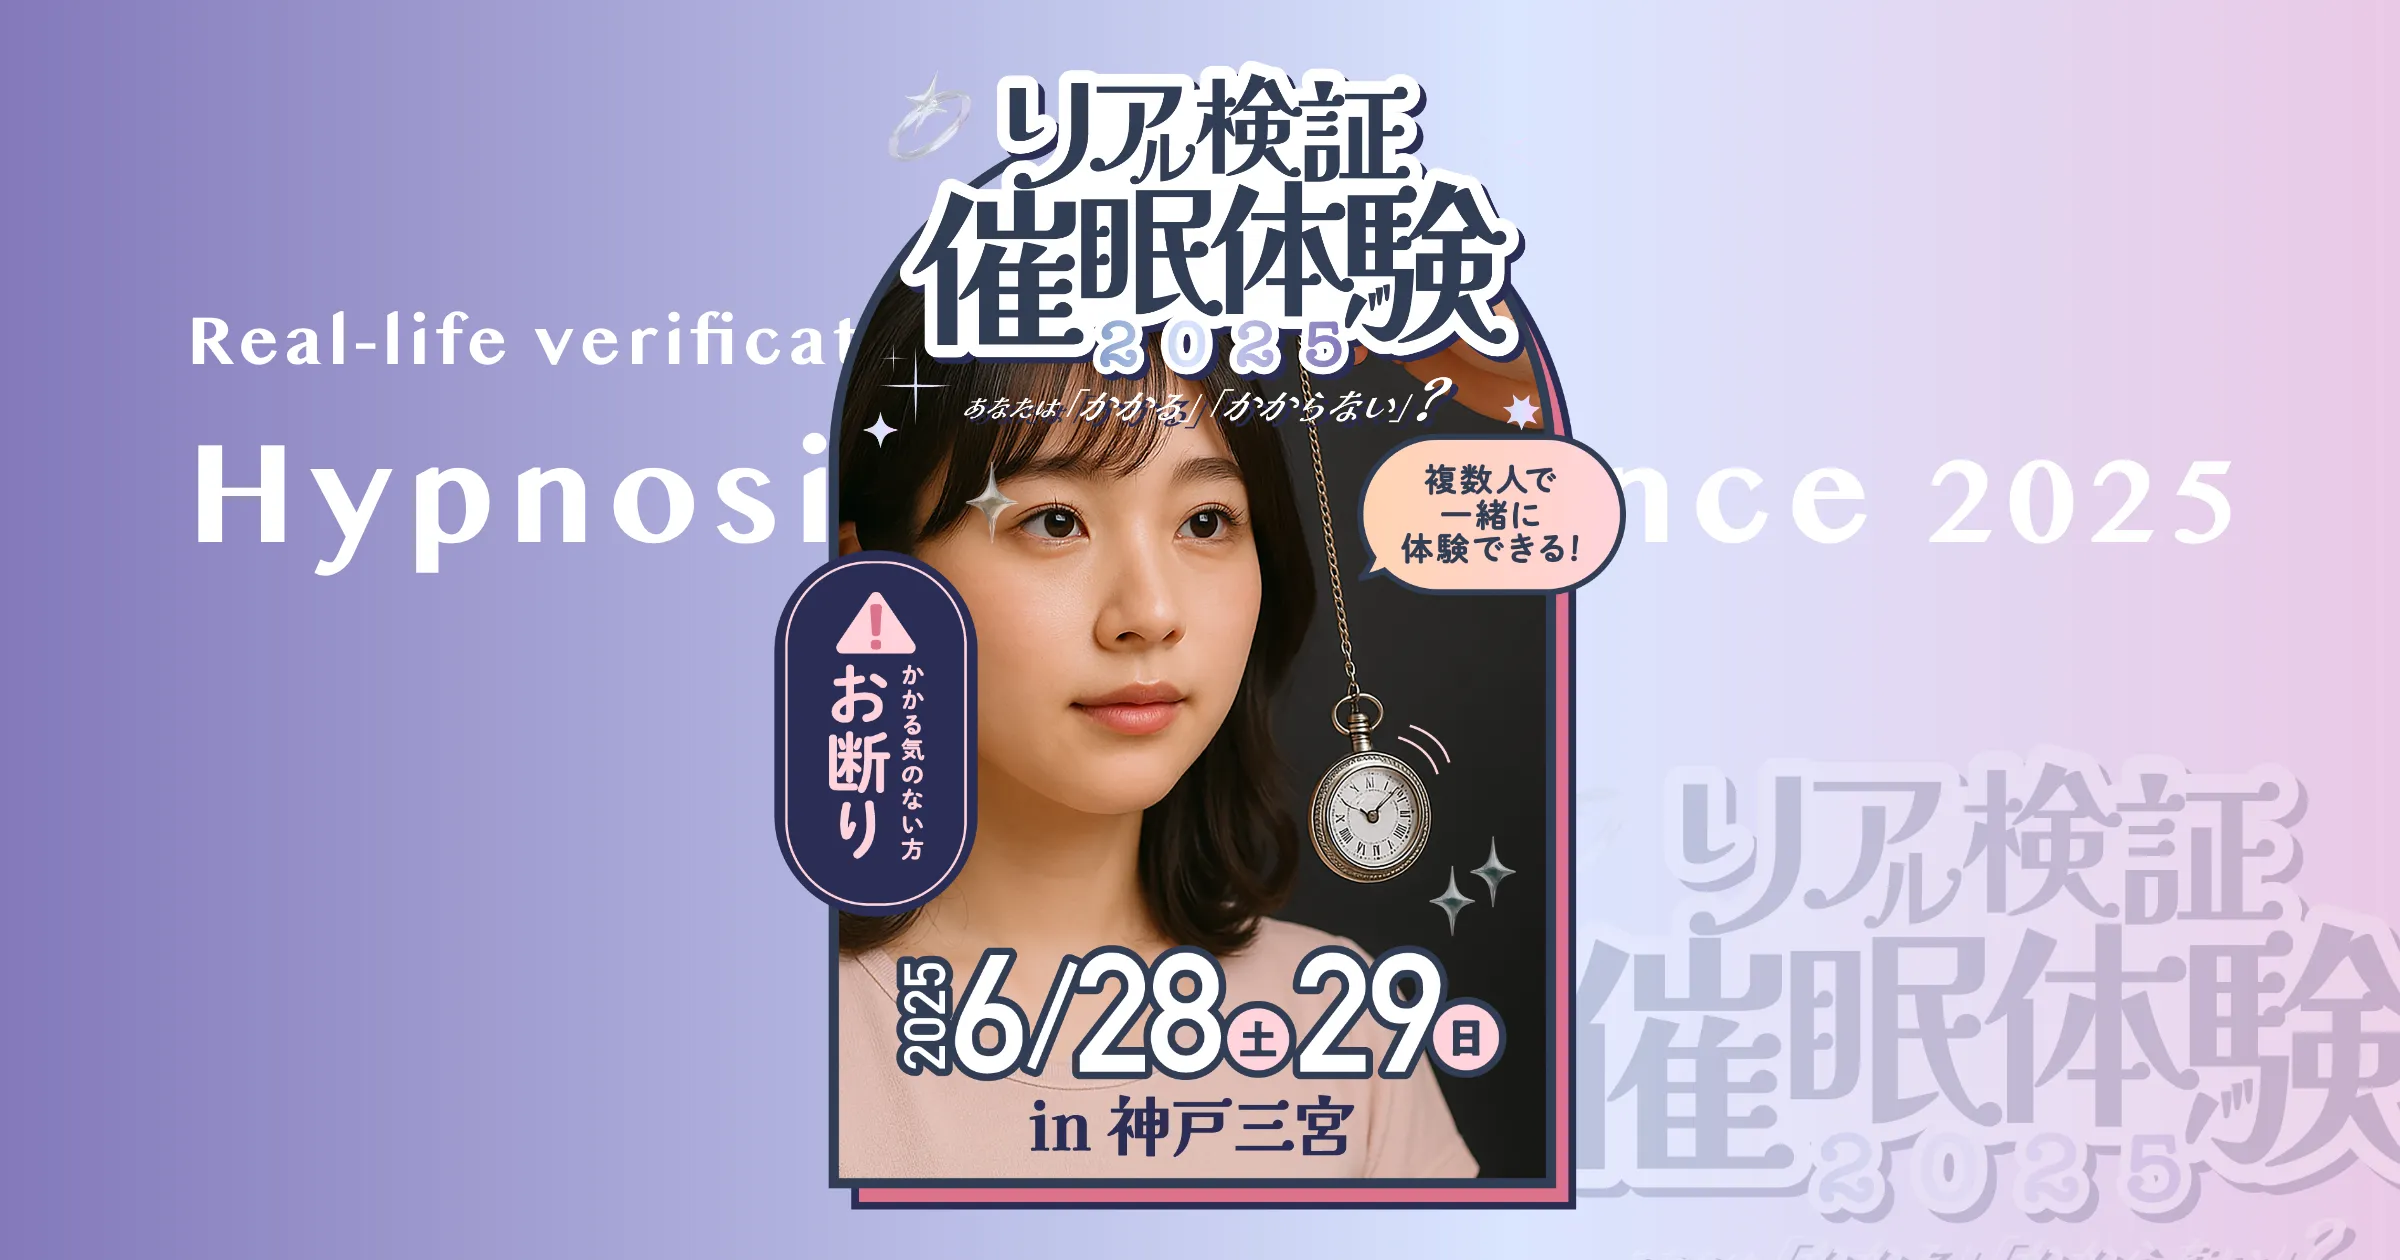 リアル検証
催眠体験
2025
あなたは「かかる」「かからない」?
Real-life verificat
Hypnosi
nce 2025
複数人で
一緒に
体験できる!
!
かかる気のない方
お断り
2025
6/28土29日
in 神戸三宮
リアル検証
催眠体験
2025